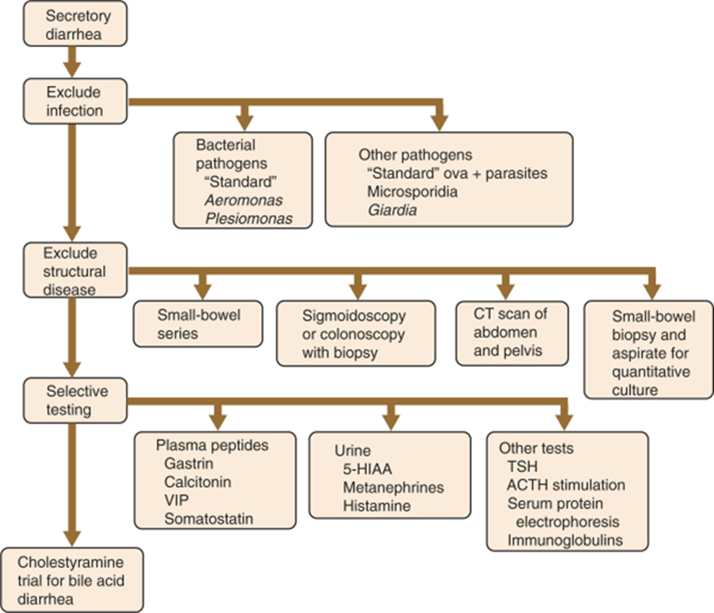 Secretory
diarrhea
Exclude
infection
Bacterial
pathogens
“Standard”
Aeromonas
Plesiomonas
Other pathogens
“Standard” ova + parasites
Microsporidia
Giardia
Exclude
structural
disease
Small-bowel
series
Sigmoidoscopy
or colonoscopy
with biopsy
CT scan of
abdomen
and pelvis
Small-bowel
biopsy and
aspirate for
quantitative
culture
Selective
testing
Plasma peptides
Gastrin
Calcitonin
VIP
Somatostatin
Urine
5-HIAA
Metanephrines
Histamine
Other tests
TSH
ACTH stimulation
Serum protein
electrophoresis
Immunoglobulins
Cholestyramine
trial for bile acid
diarrhea